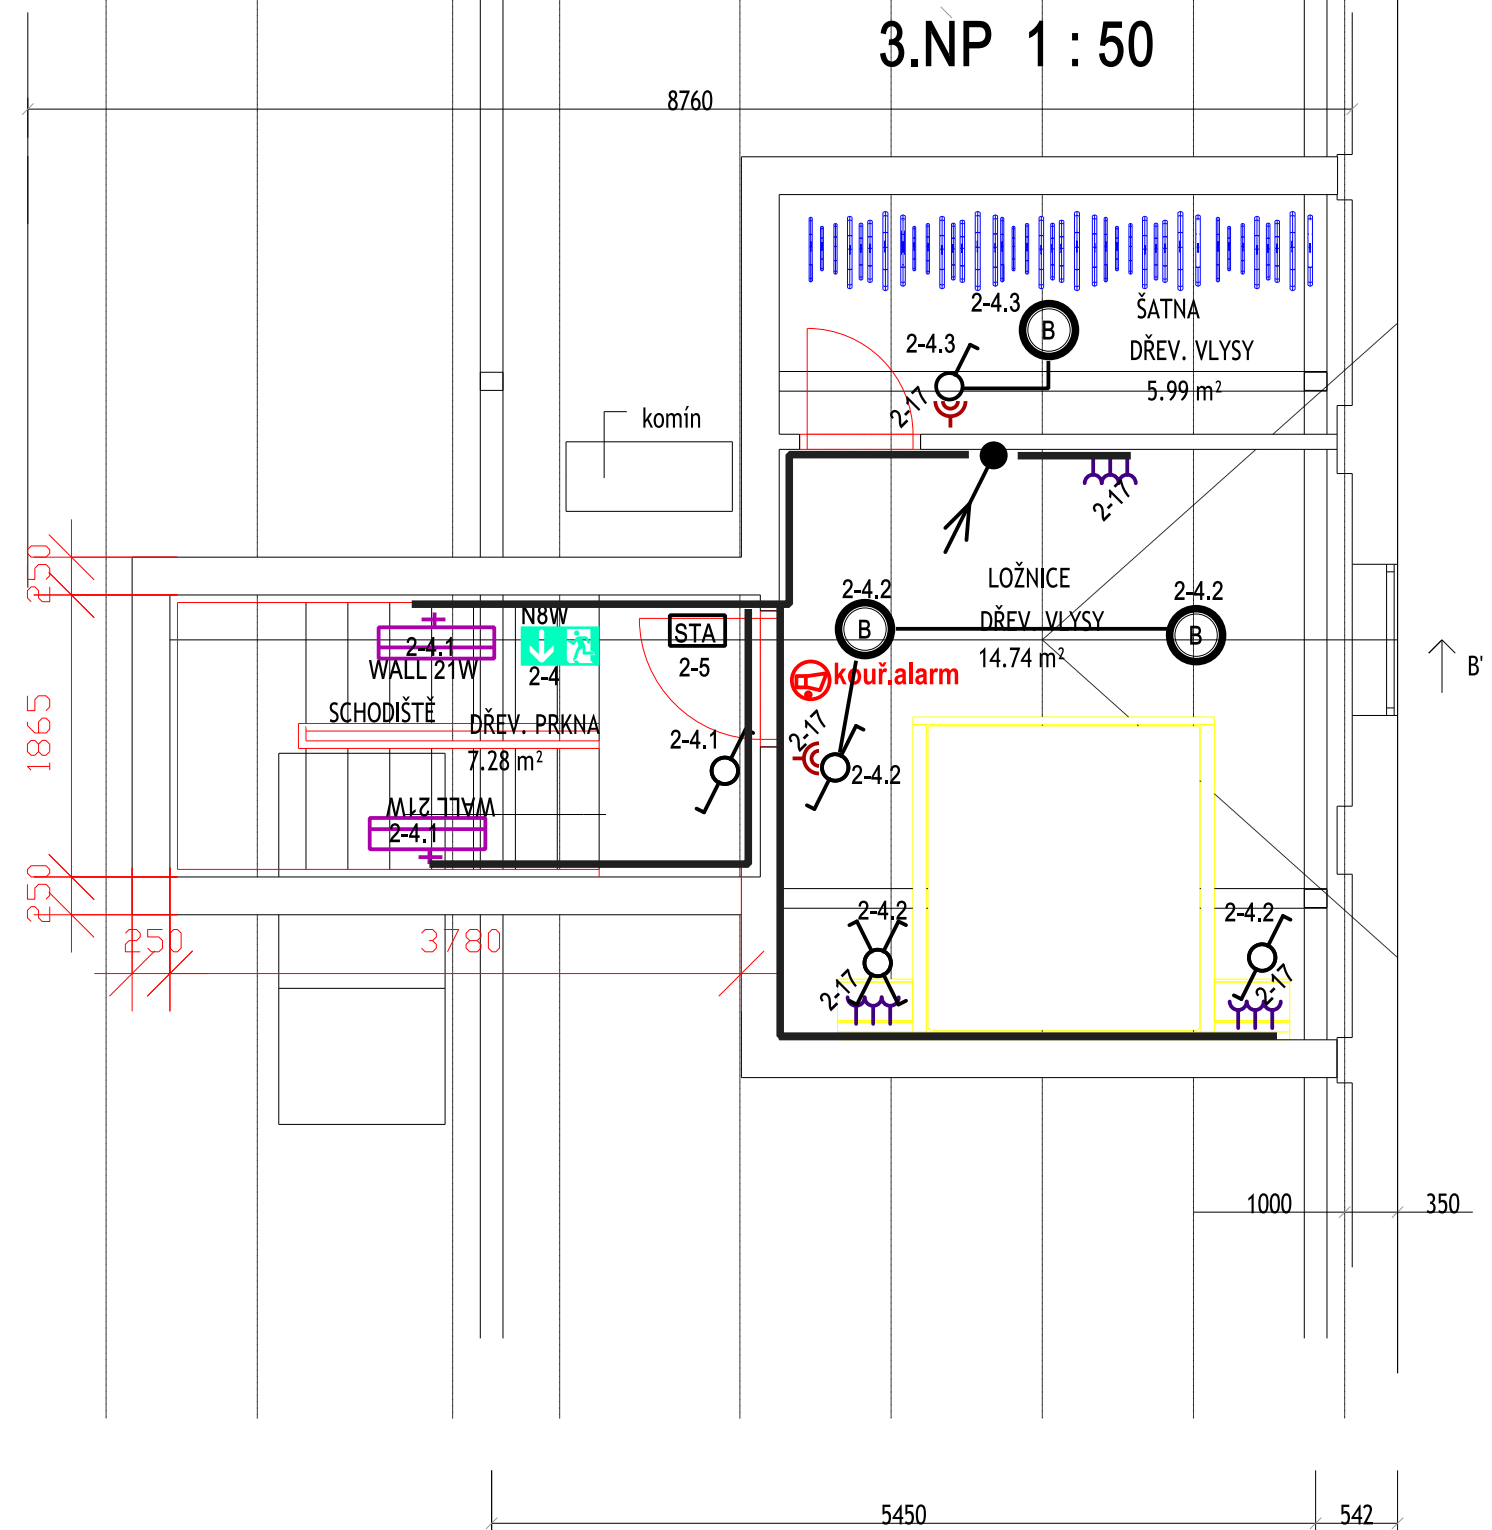 3.NP 1 : 50
8760
2-4.3
ŠATNA
2-4.3
B
DŘEV. VLYSY
2-17
5.99 m²
komín
2-17
250
LOŽNICE
2-4.2
2-4.2
N8W
DŘEV. VLYSY
B
B
STA
2-4.1
14.74 m²
WALL 21W
2-4
2-5
kouř.alarm
B'
SCHODIŠTĚ
DŘEV. PRKNA
2-17
1865
2-4.1
7.28 m²
2-4.2
WALL 21W
2-4.1
250
2-4.2
2-4.2
250
3780
2-17
2-17
1000
350
5450
542